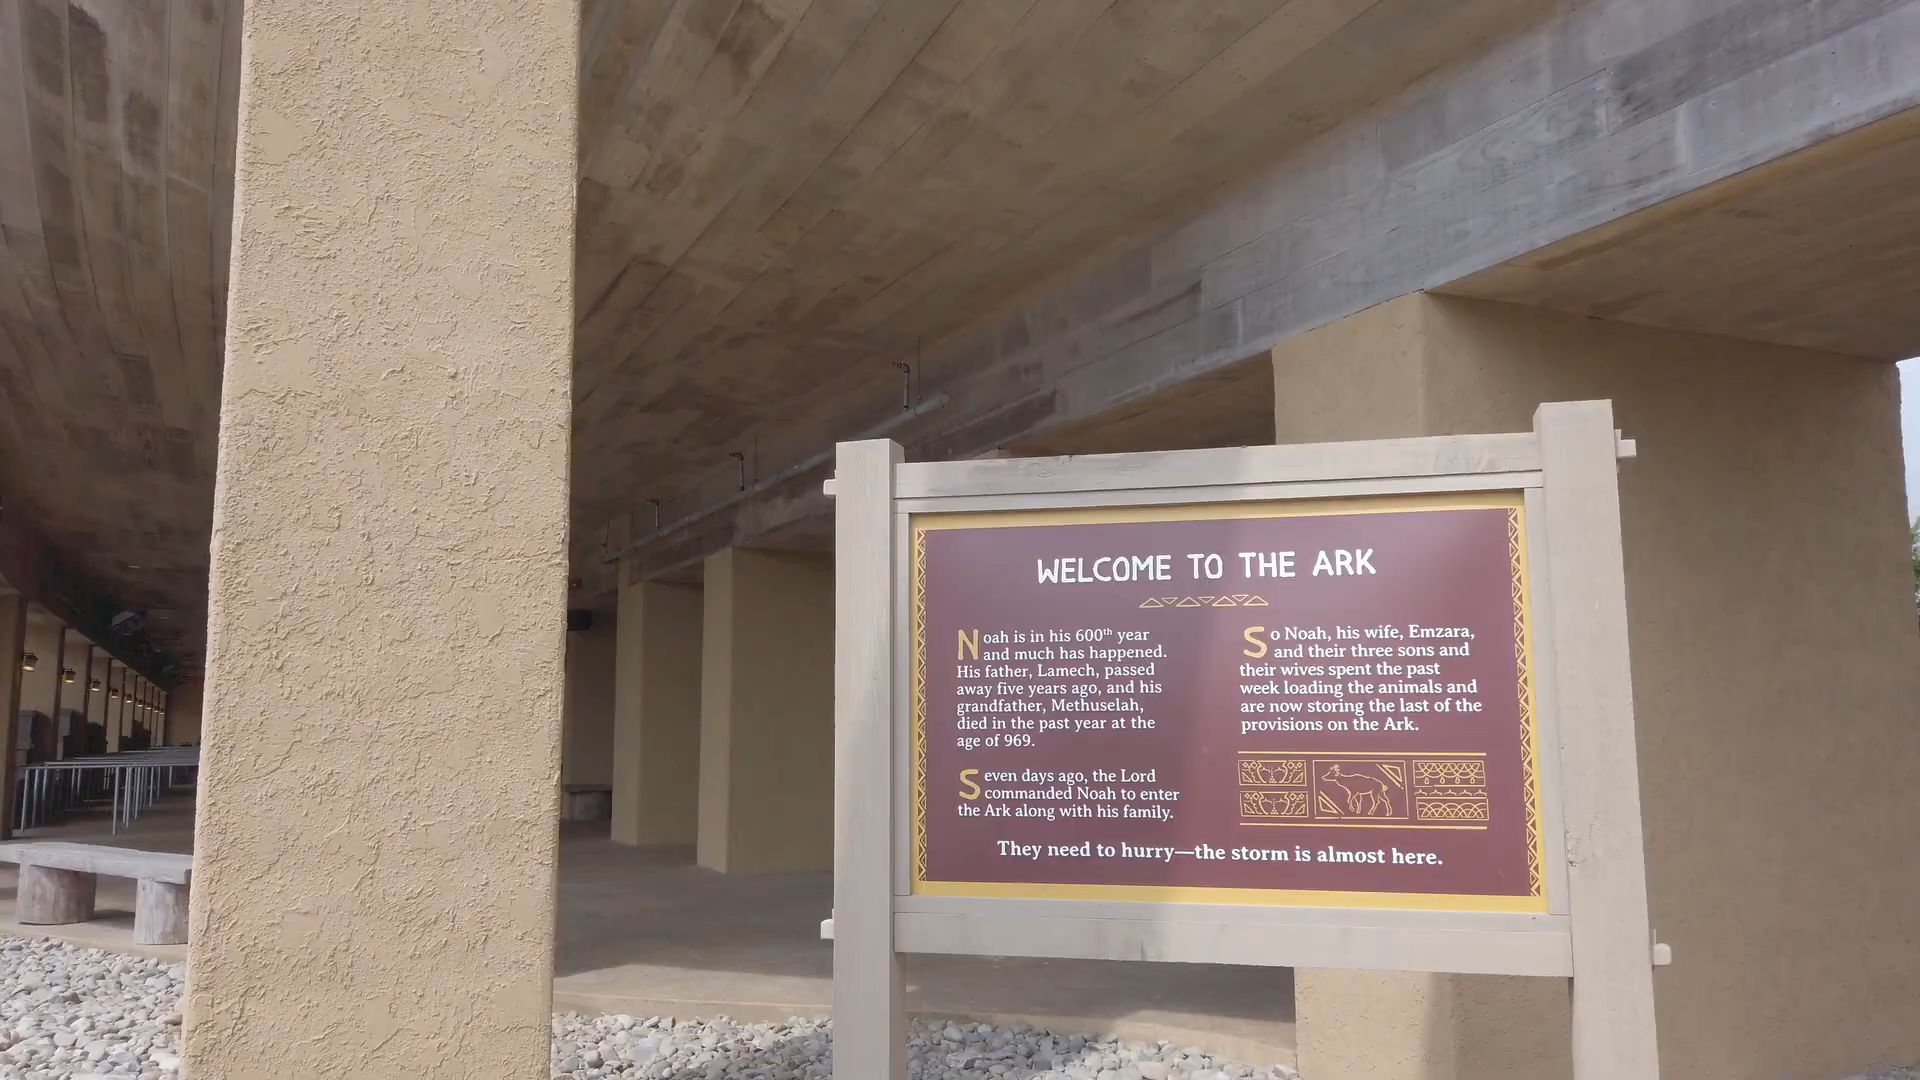 WELCOME TO THE ARK
Noah is in his 600th year
and much has happened.
His father, Lamech, passed
away five years ago, and his
grandfather, Methuselah,
died in the past year at the
age of 969.
Seven days ago, the Lord
commanded Noah to enter
the Ark along with his family.
So Noah, his wife, Emzara,
and their three sons and
their wives spent the past
week loading the animals and
are now storing the last of the
provisions on the Ark.
They need to hurry—the storm is almost here.